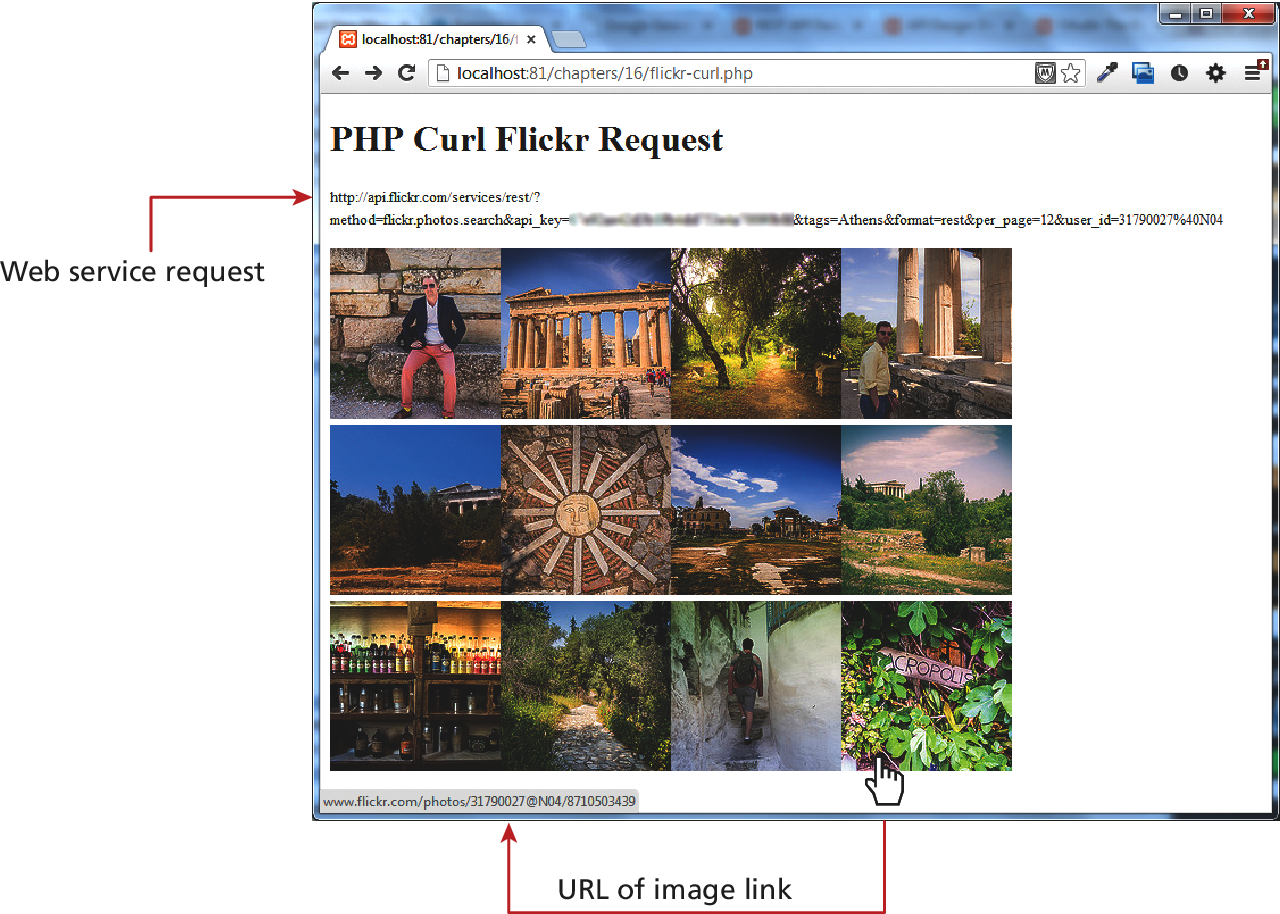 localhost:81/chapters/16/f
localhost:81/chapters/16/flickr-curl.php
PHP Curl Flickr Request
http://api.flickr.com/services/rest/?
method=flickr.photos.search&api_key=
&tags=Athens&format=rest&per_page=12&user_id=31790027%40N04
Web service request
CROPOLIS
www.flickr.com/photos/31790027@N04/8710503439
URL of image link